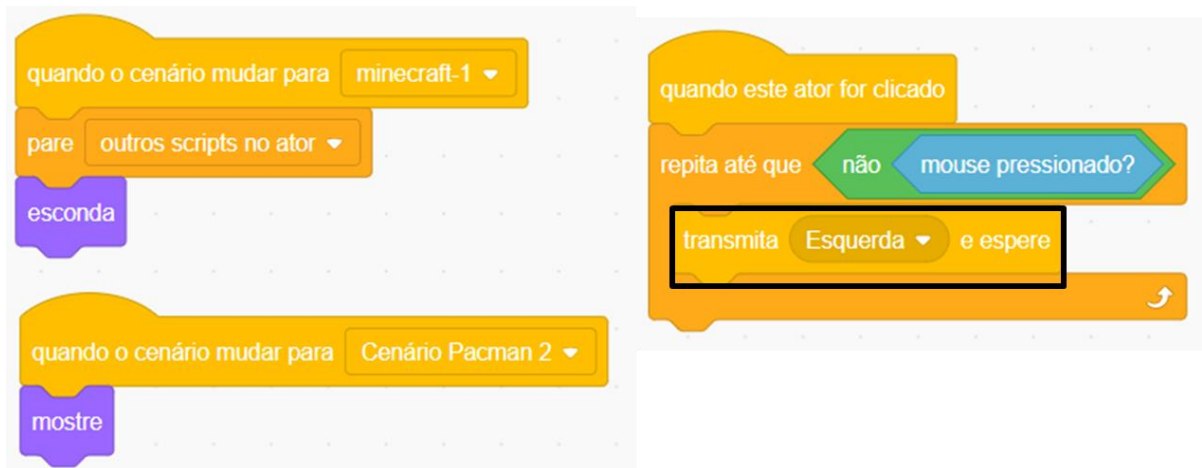 quando o cenário mudar para minecraft-1
pare outros scripts no ator
esconda
quando o cenário mudar para Cenário Pacman 2
mostre
quando este ator for clicado
repita até que não mouse pressionado?
transmita Esquerda e espere